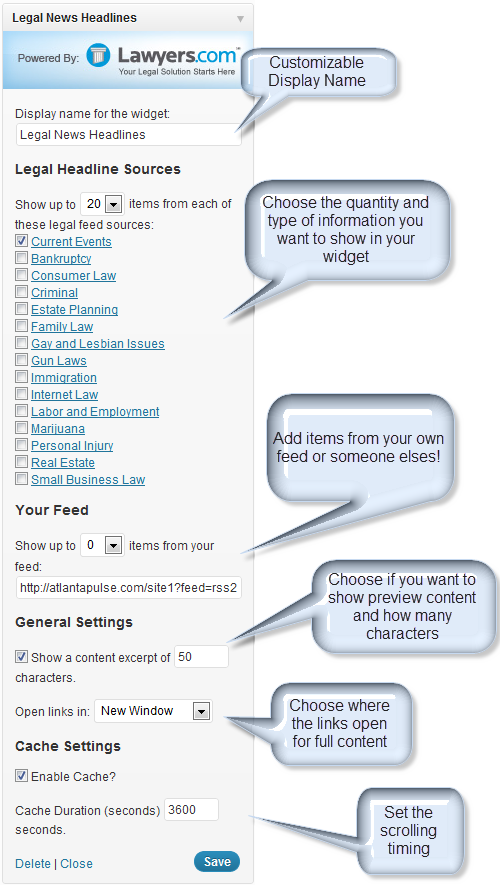 Legal News Headlines
Powered By: Lawyers.com™
Your Legal Solution Starts Here
Customizable
Display Name
Display name for the widget:
Legal News Headlines
Legal Headline Sources
Show up to 20 items from each of
these legal feed sources:
Choose the quantity and
type of information you
want to show in your
widget
Current Events
Bankruptcy
Consumer Law
Criminal
Estate Planning
Family Law
Gay and Lesbian Issues
Gun Laws
Immigration
Internet Law
Labor and Employment
Marijuana
Personal Injury
Real Estate
Small Business Law
Add items from your own
feed or someone elses!
Your Feed
Show up to 0 items from your
feed:
http://atlantapulse.com/site1?feed=rss2
Choose if you want to
show preview content
and how many
characters
General Settings
Show a content excerpt of 50
characters.
Open links in: New Window
Choose where
the links open
for full content
Cache Settings
Enable Cache?
Cache Duration (seconds) 3600
seconds.
Set the
scrolling
timing
Delete | Close
Save